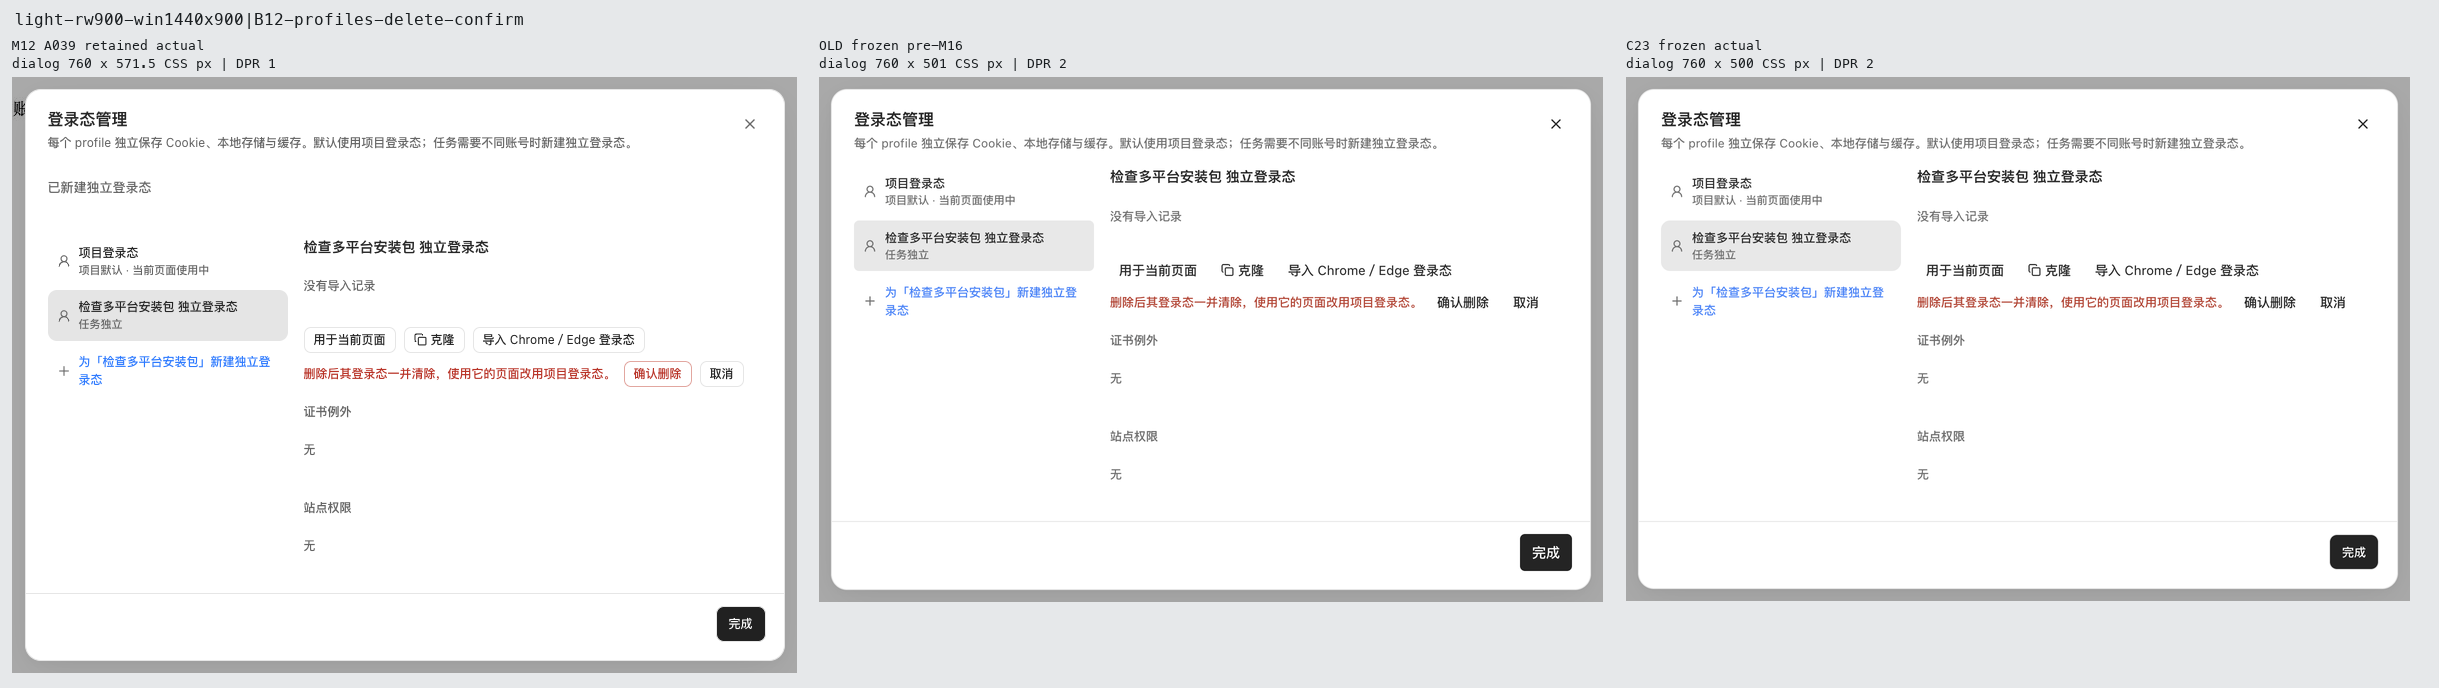 light-rw900-win1440x900|B12-profiles-delete-confirm
M12 A039 retained actual
dialog 760 x 571.5 CSS px | DPR 1
账
登录态管理
每个 profile 独立保存 Cookie、本地存储与缓存。默认使用项目登录态；任务需要不同账号时新建独立登录态。
已新建独立登录态
项目登录态
项目默认 · 当前页面使用中
检查多平台安装包 独立登录态
任务独立
为「检查多平台安装包」新建独立登
录态
检查多平台安装包 独立登录态
没有导入记录
用于当前页面 克隆 导入 Chrome / Edge 登录态
删除后其登录态一并清除，使用它的页面改用项目登录态。 确认删除 取消
证书例外
无
站点权限
无
完成
OLD frozen pre-M16
dialog 760 x 501 CSS px | DPR 2
登录态管理
每个 profile 独立保存 Cookie、本地存储与缓存。默认使用项目登录态；任务需要不同账号时新建独立登录态。
项目登录态
项目默认 · 当前页面使用中
检查多平台安装包 独立登录态
任务独立
为「检查多平台安装包」新建独立登
录态
检查多平台安装包 独立登录态
没有导入记录
用于当前页面 克隆 导入 Chrome / Edge 登录态
删除后其登录态一并清除，使用它的页面改用项目登录态。 确认删除 取消
证书例外
无
站点权限
无
完成
C23 frozen actual
dialog 760 x 500 CSS px | DPR 2
登录态管理
每个 profile 独立保存 Cookie、本地存储与缓存。默认使用项目登录态；任务需要不同账号时新建独立登录态。
项目登录态
项目默认 · 当前页面使用中
检查多平台安装包 独立登录态
任务独立
为「检查多平台安装包」新建独立登
录态
检查多平台安装包 独立登录态
没有导入记录
用于当前页面 克隆 导入 Chrome / Edge 登录态
删除后其登录态一并清除，使用它的页面改用项目登录态。 确认删除 取消
证书例外
无
站点权限
无
完成